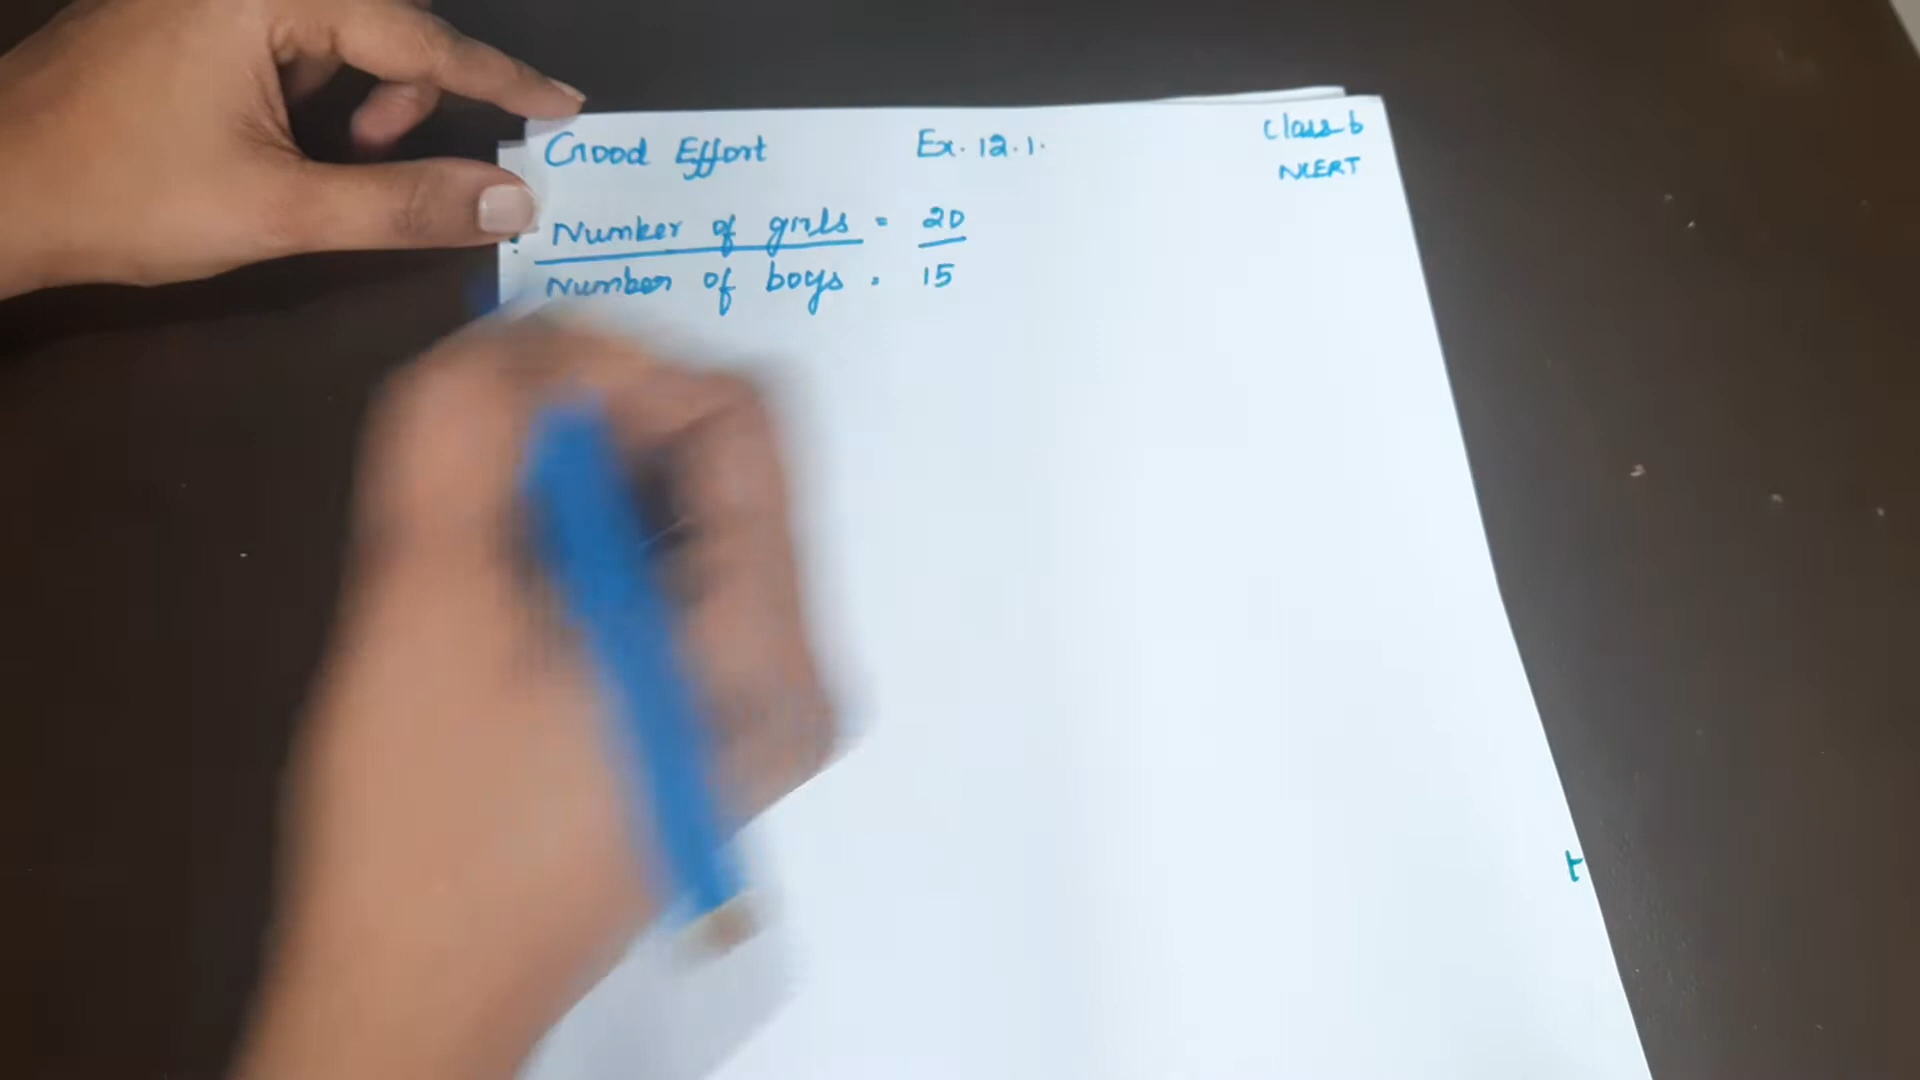 Good Effort Ex. 12.1. Class 6
NCERT
Number of girls = 20
Number of boys = 15
t